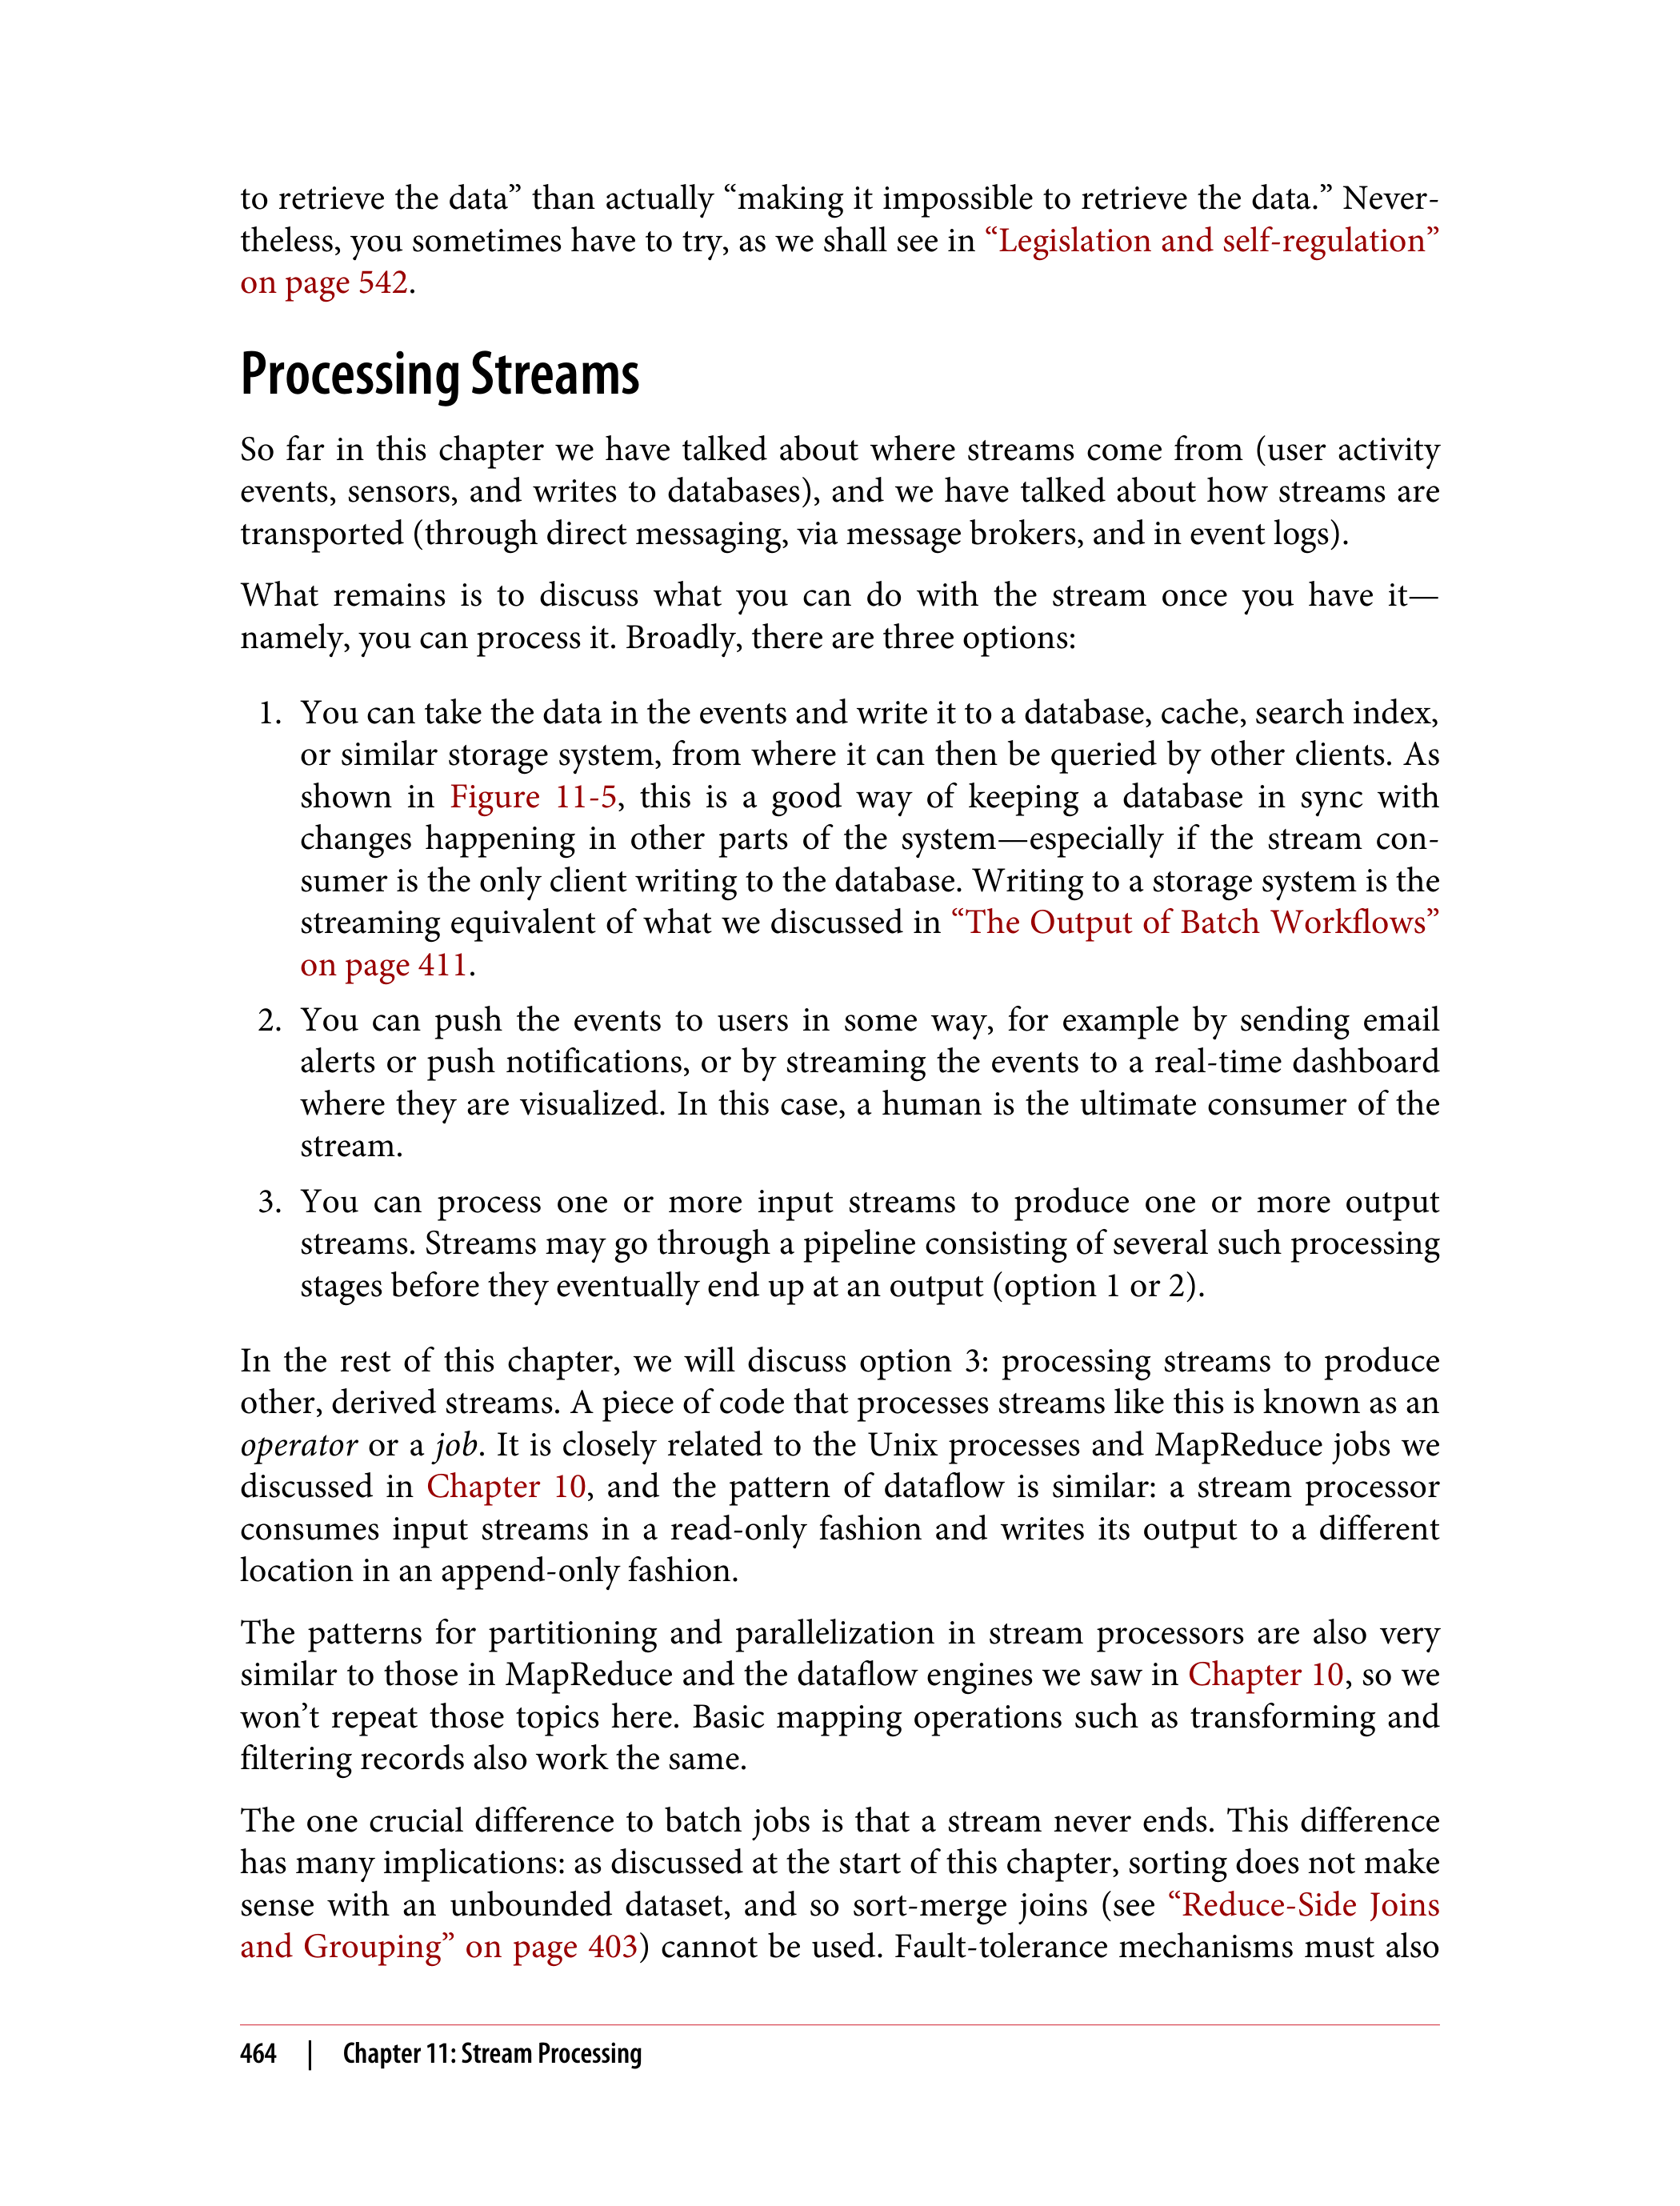 to retrieve the data” than actually “making it impossible to retrieve the data.” Never-
theless, you sometimes have to try, as we shall see in “Legislation and self-regulation”
on page 542.
Processing Streams
So far in this chapter we have talked about where streams come from (user activity
events, sensors, and writes to databases), and we have talked about how streams are
transported (through direct messaging, via message brokers, and in event logs).
What remains is to discuss what you can do with the stream once you have it—
namely, you can process it. Broadly, there are three options:
1. You can take the data in the events and write it to a database, cache, search index,
or similar storage system, from where it can then be queried by other clients. As
shown in Figure 11-5, this is a good way of keeping a database in sync with
changes happening in other parts of the system—especially if the stream con-
sumer is the only client writing to the database. Writing to a storage system is the
streaming equivalent of what we discussed in “The Output of Batch Workflows”
on page 411.
2. You can push the events to users in some way, for example by sending email
alerts or push notifications, or by streaming the events to a real-time dashboard
where they are visualized. In this case, a human is the ultimate consumer of the
stream.
3. You can process one or more input streams to produce one or more output
streams. Streams may go through a pipeline consisting of several such processing
stages before they eventually end up at an output (option 1 or 2).
In the rest of this chapter, we will discuss option 3: processing streams to produce
other, derived streams. A piece of code that processes streams like this is known as an
operator or a job. It is closely related to the Unix processes and MapReduce jobs we
discussed in Chapter 10, and the pattern of dataflow is similar: a stream processor
consumes input streams in a read-only fashion and writes its output to a different
location in an append-only fashion.
The patterns for partitioning and parallelization in stream processors are also very
similar to those in MapReduce and the dataflow engines we saw in Chapter 10, so we
won’t repeat those topics here. Basic mapping operations such as transforming and
filtering records also work the same.
The one crucial difference to batch jobs is that a stream never ends. This difference
has many implications: as discussed at the start of this chapter, sorting does not make
sense with an unbounded dataset, and so sort-merge joins (see “Reduce-Side Joins
and Grouping” on page 403) cannot be used. Fault-tolerance mechanisms must also
464 | Chapter 11: Stream Processing